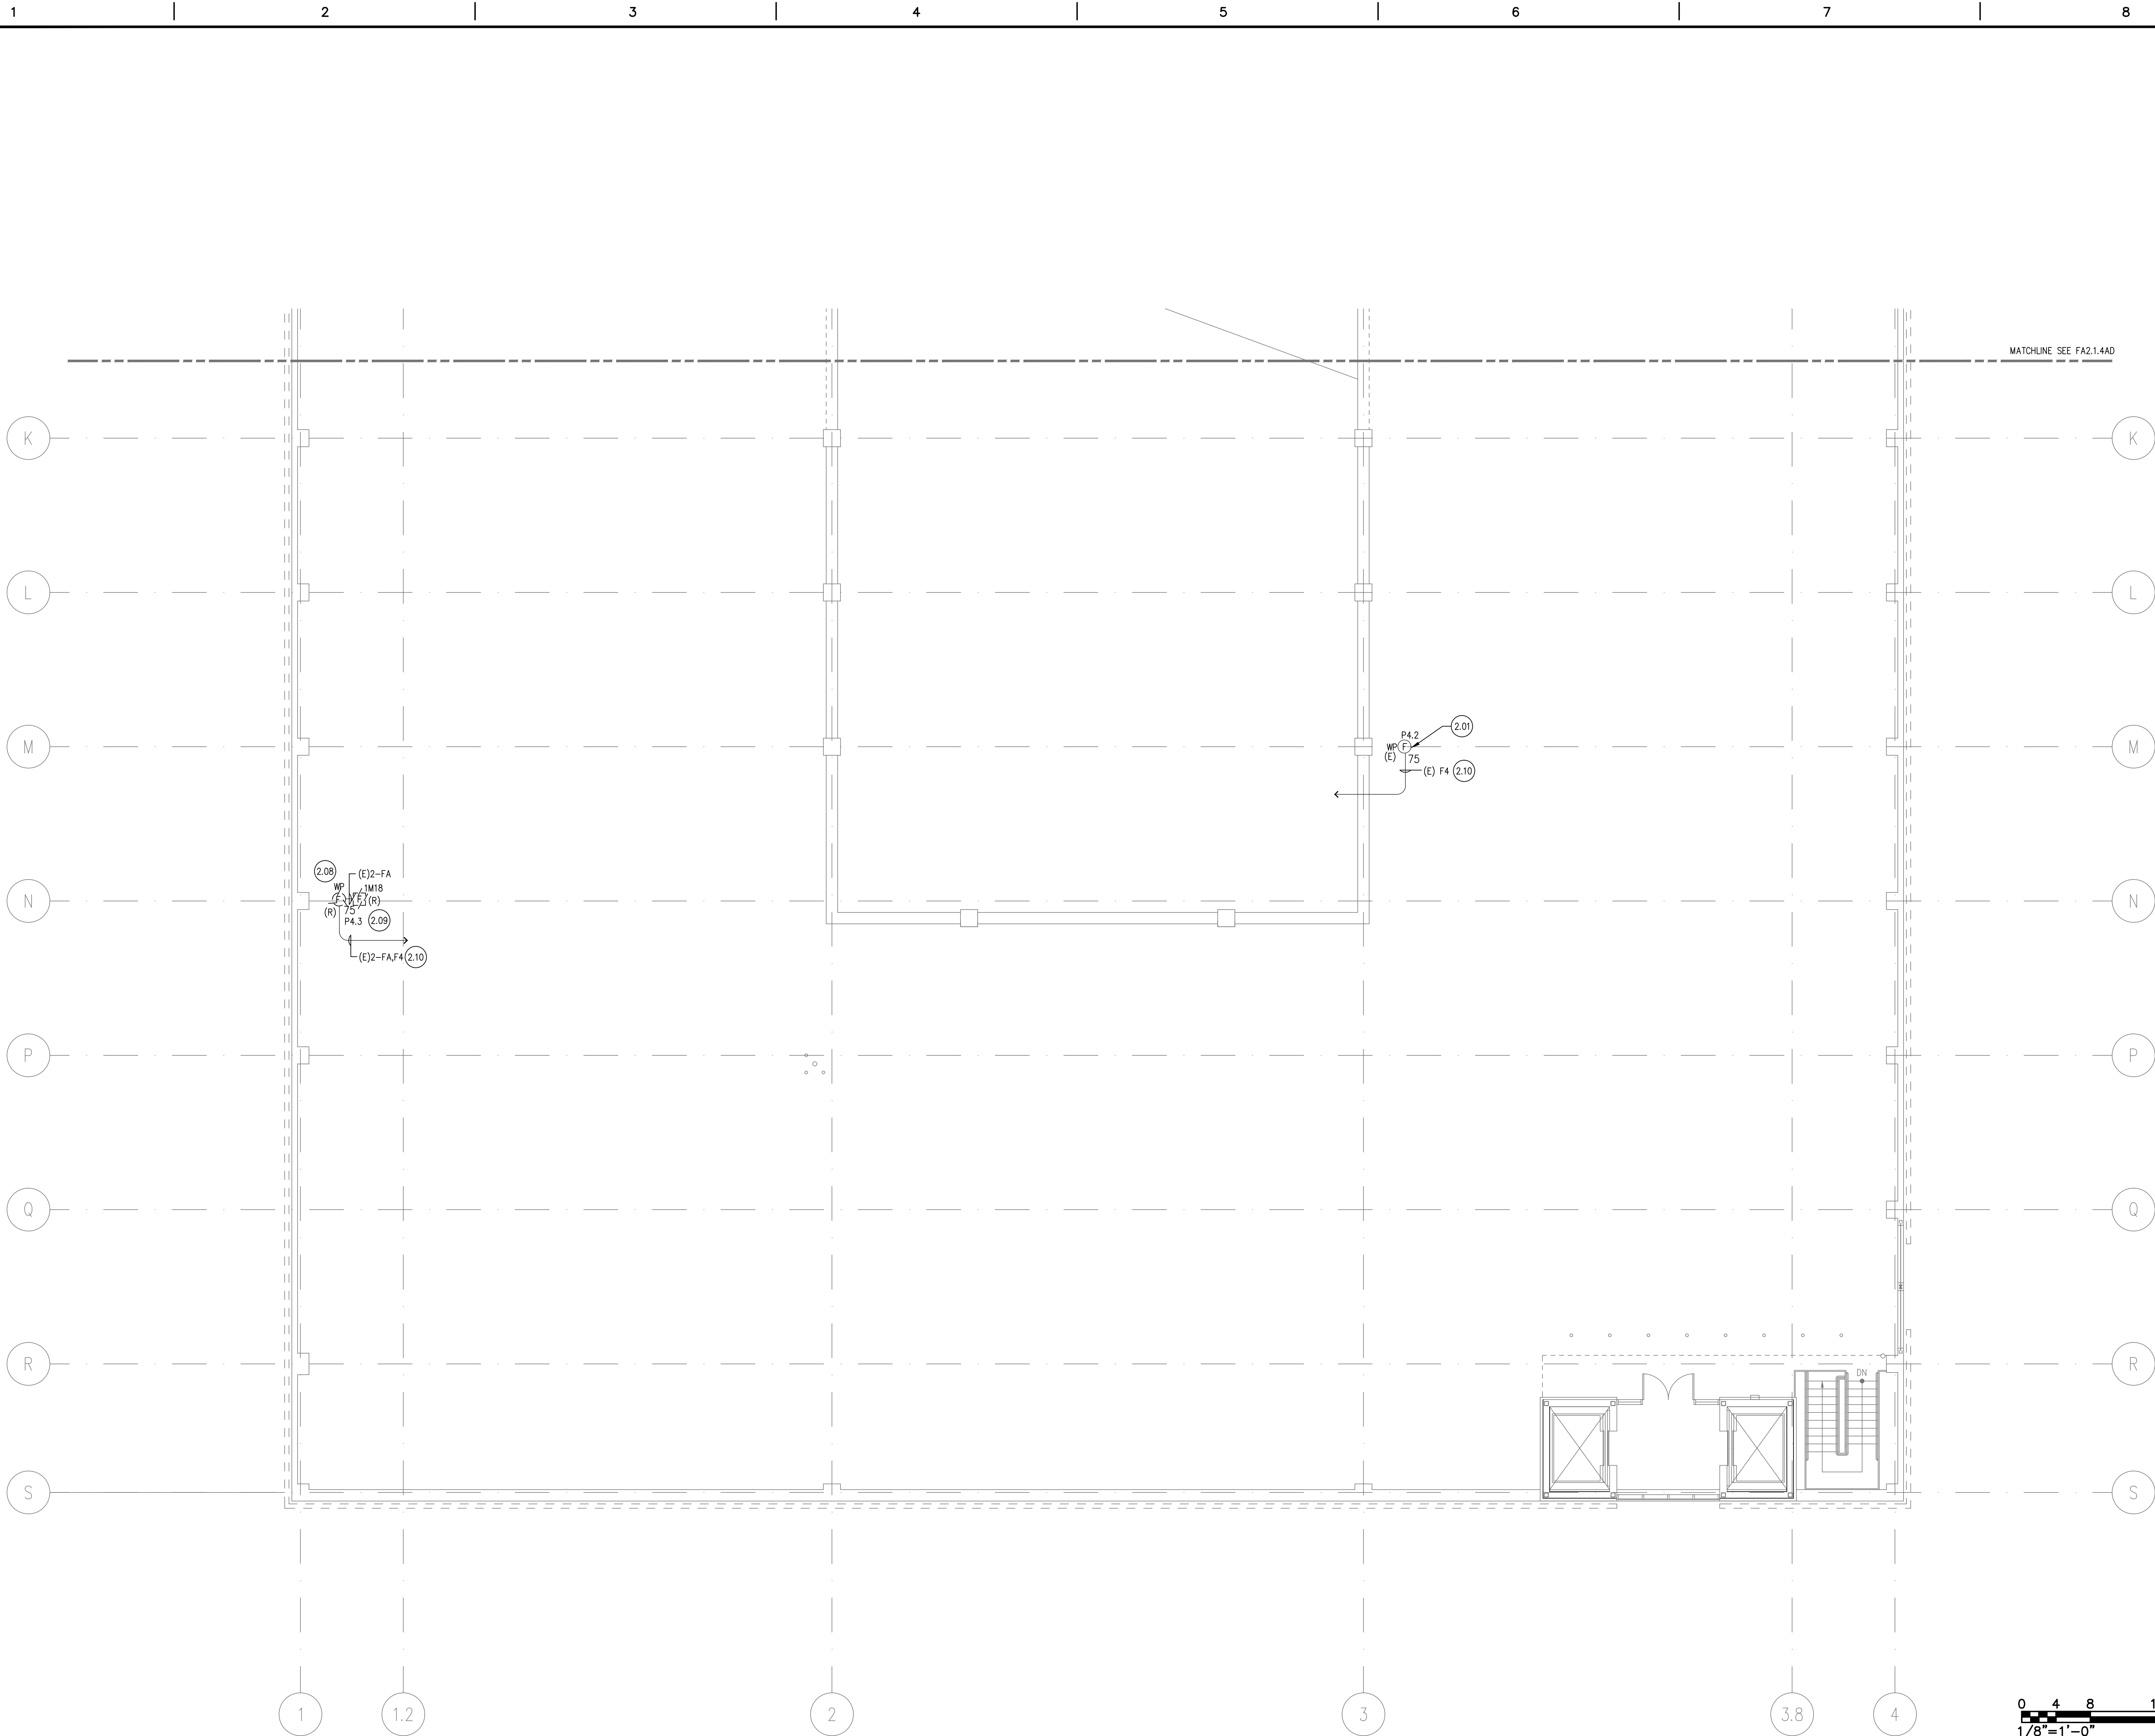 1 2 3 4 5 6 7 8
MATCHLINE SEE FA2.1.4AD
K K
L L
P4.2 2.01
M WP F M
(E) 75
(E) F4 2.10
2.08 (E)2-FA
WP 1M18
N F F (R) N
(R) 75
P4.3 2.09
(E)2-FA,F4 2.10
P P
Q Q
R R
DN
S S
1 1.2 2 3 3.8 4
0 4 8 1
1/8"=1'-0"